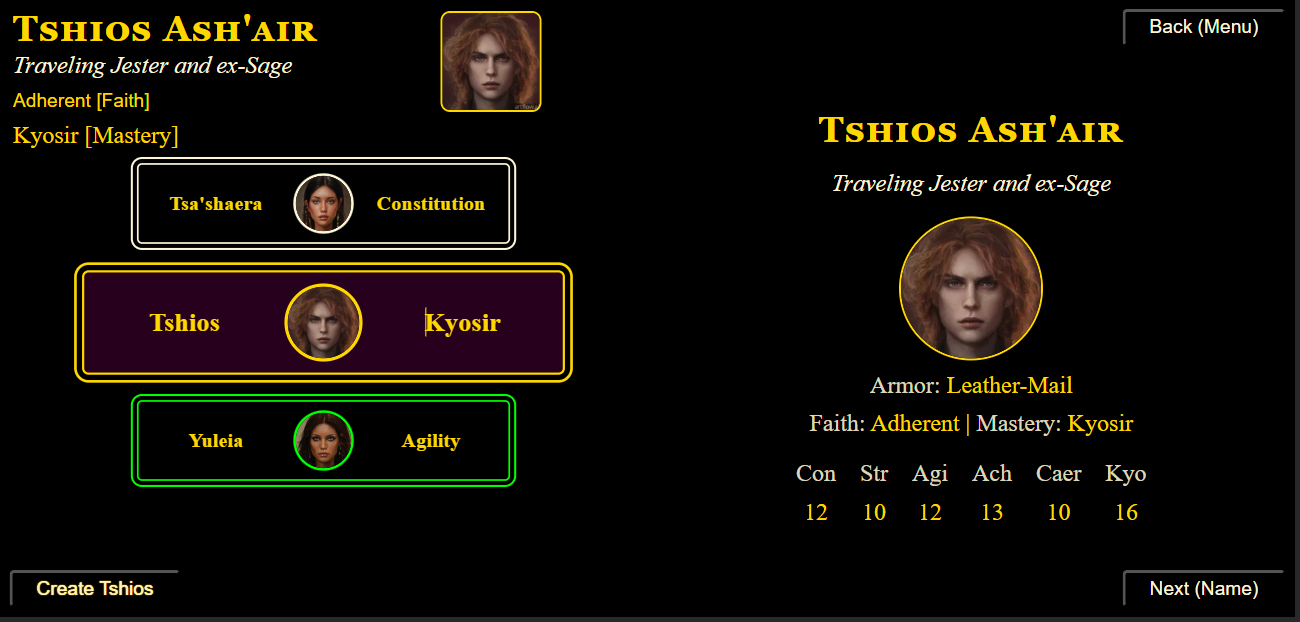 Tshios Ash'air
Traveling Jester and ex-Sage
Adherent [Faith]
Kyosir [Mastery]
Tsa'shaera Constitution
Tshios Kyosir
Yuleia Agility
Create Tshios
Back (Menu)
Tshios Ash'air
Traveling Jester and ex-Sage
Armor: Leather-Mail
Faith: Adherent | Mastery: Kyosir
Con Str Agi Ach Caer Kyo
12 10 12 13 10 16
Next (Name)